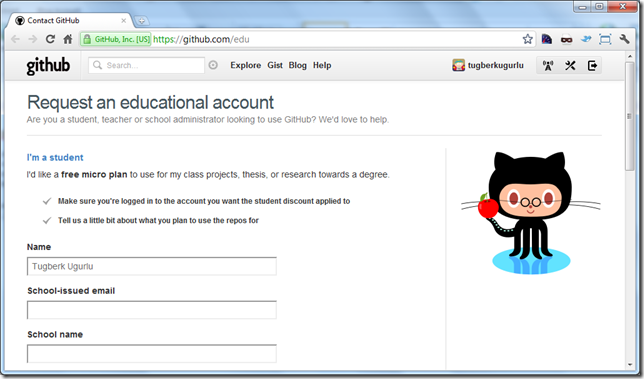 Contact GitHub
GitHub, Inc. [US] https://github.com/edu
github Search... Explore Gist Blog Help tugberkugurlu
Request an educational account
Are you a student, teacher or school administrator looking to use GitHub? We'd love to help.
I'm a student
I'd like a free micro plan to use for my class projects, thesis, or research towards a degree.
Make sure you're logged in to the account you want the student discount applied to
Tell us a little bit about what you plan to use the repos for
Name
Tugberk Ugurlu
School-issued email
School name